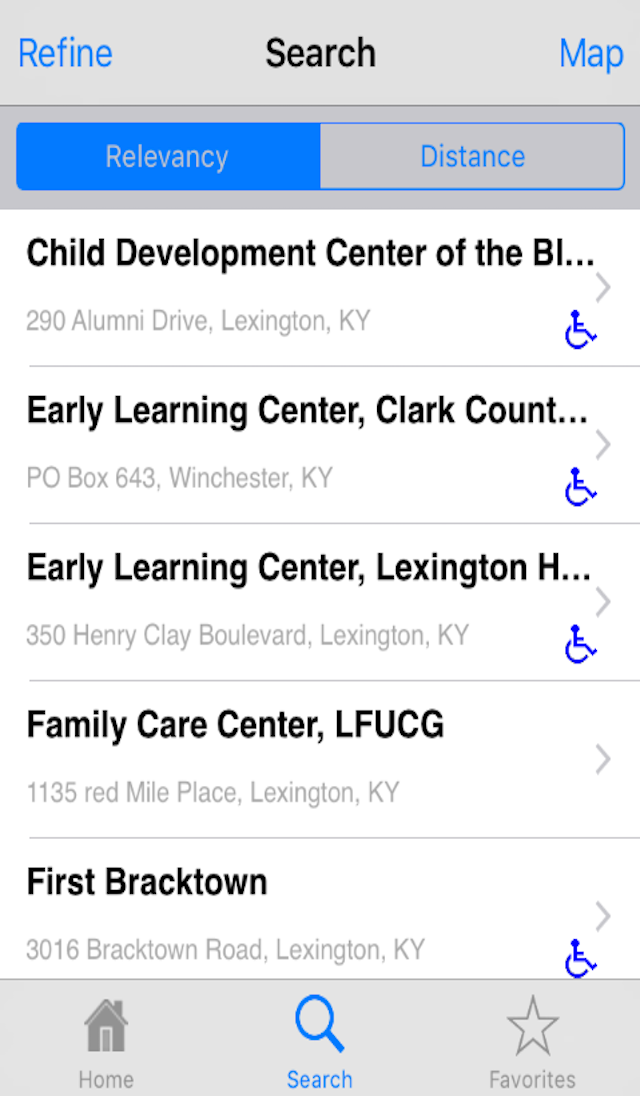 Refine Search Map
Relevancy Distance
Child Development Center of the Bl...
290 Alumni Drive, Lexington, KY
Early Learning Center, Clark Count...
PO Box 643, Winchester, KY
Early Learning Center, Lexington H...
350 Henry Clay Boulevard, Lexington, KY
Family Care Center, LFUCG
1135 red Mile Place, Lexington, KY
First Bracktown
3016 Bracktown Road, Lexington, KY
Home Search Favorites